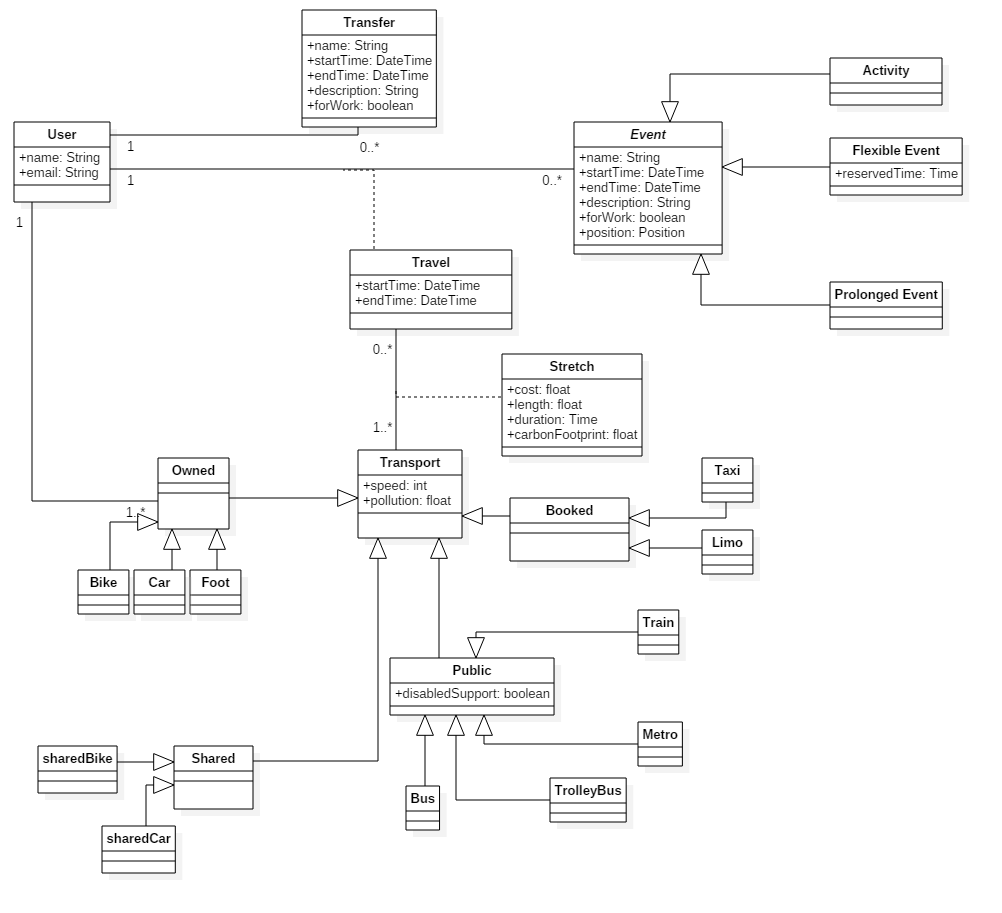 Transfer
+name: String
+startTime: DateTime
+endTime: DateTime
+description: String
+forWork: boolean
Activity
User
+name: String
+email: String
1
0..*
1
0..*
1
Event
+name: String
+startTime: DateTime
+endTime: DateTime
+description: String
+forWork: boolean
+position: Position
Flexible Event
+reservedTime: Time
Prolonged Event
Travel
+startTime: DateTime
+endTime: DateTime
0..*
Stretch
+cost: float
+length: float
+duration: Time
+carbonFootprint: float
1..*
Transport
+speed: int
+pollution: float
Owned
1..*
Bike
Car
Foot
Booked
Taxi
Limo
Train
Public
+disabledSupport: boolean
Metro
TrolleyBus
Bus
sharedBike
Shared
sharedCar